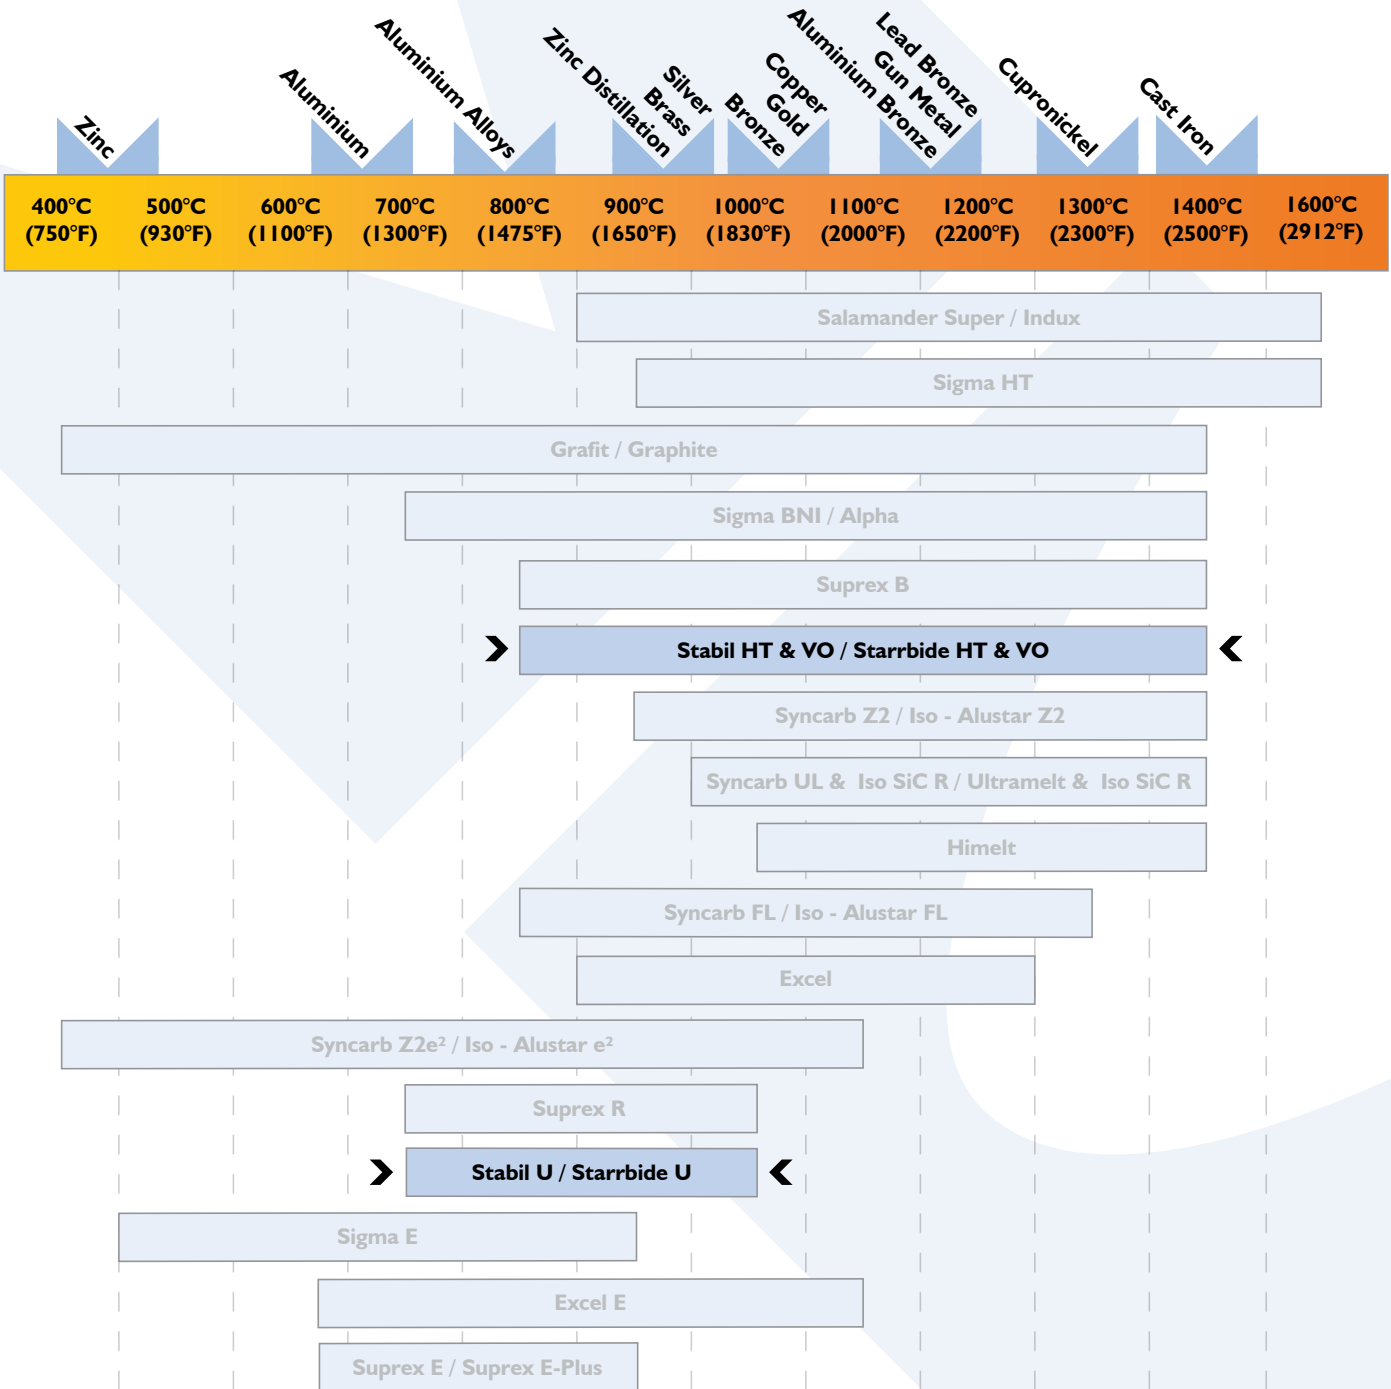 Zinc
Aluminium
Aluminium Alloys
Zinc Distillation
Silver
Brass
Copper
Gold
Bronze
Lead Bronze
Gun Metal
Aluminium Bronze
Cupronickel
Cast Iron
400°C 500°C 600°C 700°C 800°C 900°C 1000°C 1100°C 1200°C 1300°C 1400°C 1600°C
(750°F) (930°F) (1100°F) (1300°F) (1475°F) (1650°F) (1830°F) (2000°F) (2200°F) (2300°F) (2500°F) (2912°F)
Salamander Super / Indux
Sigma HT
Grafit / Graphite
Sigma BNI / Alpha
Suprex B
Stabil HT & VO / Starrbide HT & VO
Syncarb Z2 / Iso - Alustar Z2
Syncarb UL & Iso SiC R / Ultramelt & Iso SiC R
Himelt
Syncarb FL / Iso - Alustar FL
Excel
Syncarb Z2e² / Iso - Alustar e²
Suprex R
Stabil U / Starrbide U
Sigma E
Excel E
Suprex E / Suprex E-Plus